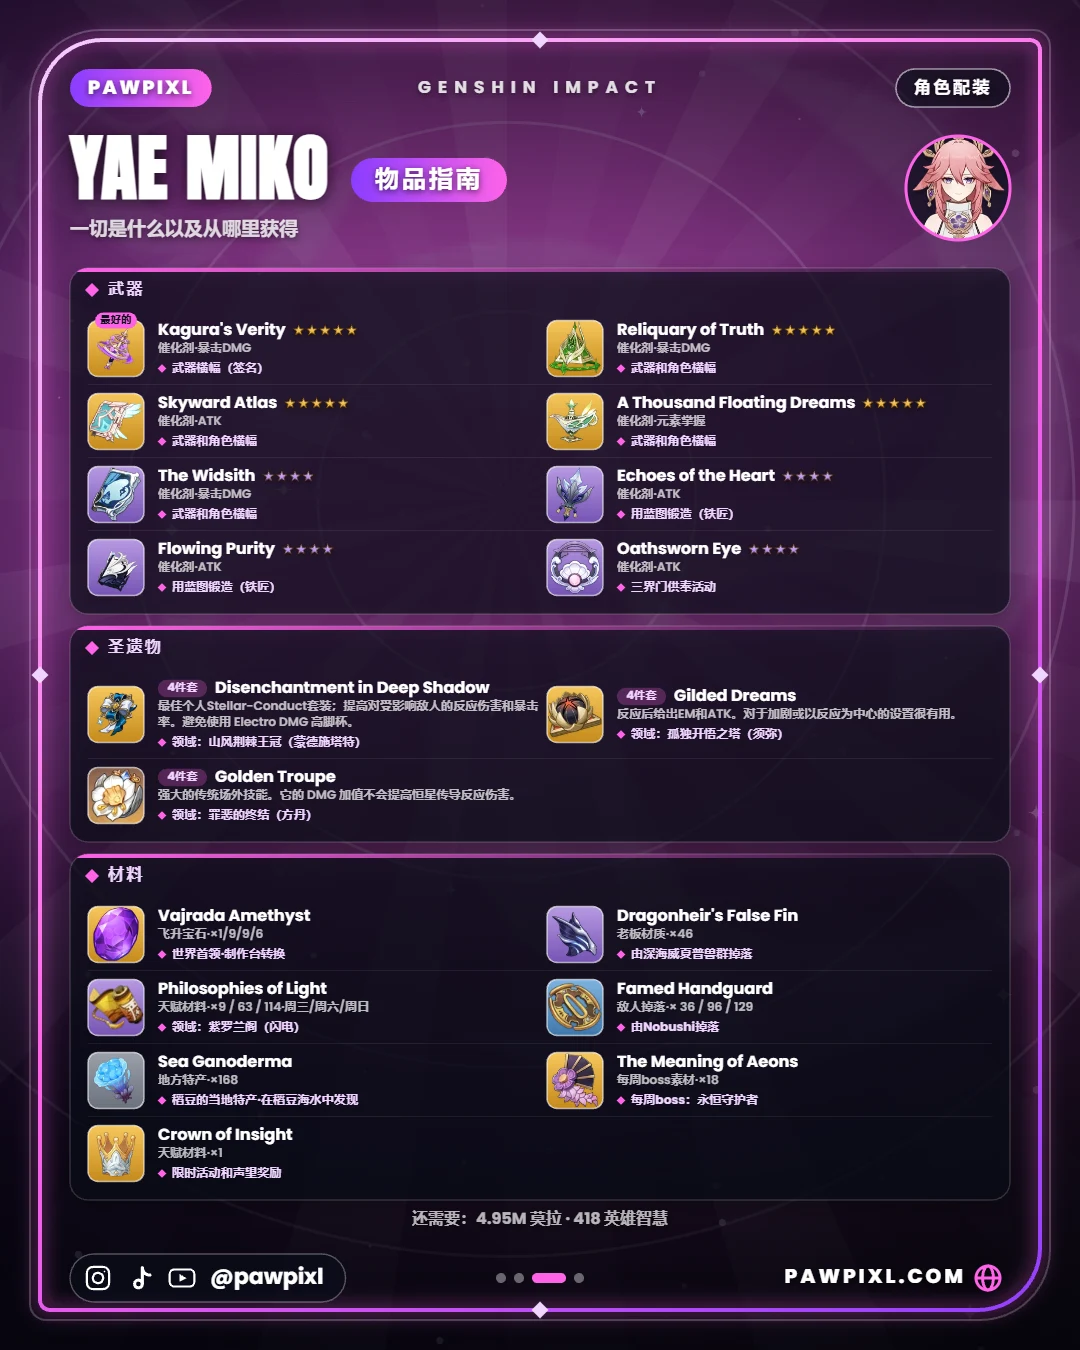 PAWPIXL
GENSHIN IMPACT
角色配装
YAE MIKO
物品指南
一切是什么以及从哪里获得
武器
最好的
Kagura's Verity ★★★★★
催化剂·暴击DMG
武器横幅（签名）
Reliquary of Truth ★★★★★
催化剂·暴击DMG
武器和角色横幅
Skyward Atlas ★★★★★
催化剂·ATK
武器和角色横幅
A Thousand Floating Dreams ★★★★★
催化剂·元素掌握
武器和角色横幅
The Widsith ★★★★
催化剂·暴击DMG
武器和角色横幅
Echoes of the Heart ★★★★
催化剂·ATK
用蓝图锻造（铁匠）
Flowing Purity ★★★★
催化剂·ATK
用蓝图锻造（铁匠）
Oathsworn Eye ★★★★
催化剂·ATK
三界门供奉活动
圣遗物
4件套 Disenchantment in Deep Shadow
最佳个人Stellar-Conduct套装；提高对受影响敌人的反应伤害和暴击
率。避免使用 Electro DMG 高脚杯。
领域：山风荆棘王冠（蒙德施塔特）
4件套 Gilded Dreams
反应后给出EM和ATK。对于加剧或以反应为中心的设置很有用。
领域：孤独开悟之塔（须弥）
4件套 Golden Troupe
强大的传统场外技能。它的 DMG 加值不会提高恒星传导反应伤害。
领域：罪恶的终结（方丹）
材料
Vajrada Amethyst
飞升宝石·×1/9/9/6
世界首领·制作台转换
Dragonheir's False Fin
老板材质·×46
由深海威夏普兽群掉落
Philosophies of Light
天赋材料·×9 / 63 / 114·周三/周六/周日
领域：紫罗兰阁（闪电）
Famed Handguard
敌人掉落·× 36 / 96 / 129
由Nobushi掉落
Sea Ganoderma
地方特产·×168
稻豆的当地特产·在稻豆海水中发现
The Meaning of Aeons
每周boss素材·×18
每周boss：永恒守护者
Crown of Insight
天赋材料·×1
限时活动和声望奖励
还需要：4.95M 莫拉 · 418 英雄智慧
@pawpixl
PAWPIXL.COM